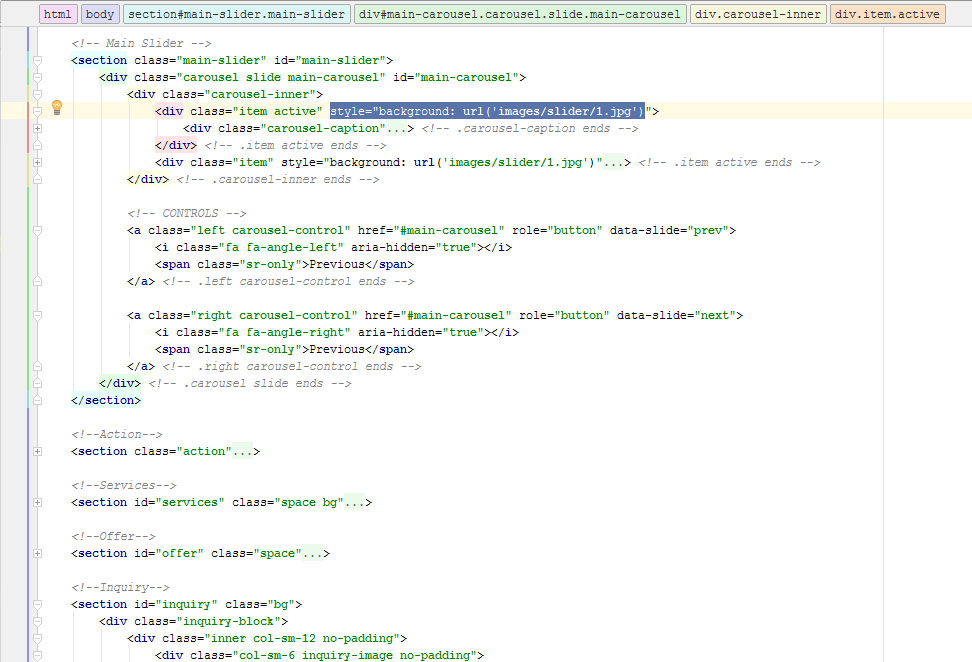 html body section#main-slider.main-slider div#main-carousel.carousel.slide.main-carousel div.carousel-inner div.item.active
<!-- Main Slider -->
<section class="main-slider" id="main-slider">
<div class="carousel slide main-carousel" id="main-carousel">
<div class="carousel-inner">
<div class="item active" style="background: url('images/slider/1.jpg')">
<div class="carousel-caption"...> <!-- .carousel-caption ends -->
</div> <!-- .item active ends -->
<div class="item" style="background: url('images/slider/1.jpg')"...> <!-- .item active ends -->
</div> <!-- .carousel-inner ends -->
<!-- CONTROLS -->
<a class="left carousel-control" href="#main-carousel" role="button" data-slide="prev">
<i class="fa fa-angle-left" aria-hidden="true"></i>
<span class="sr-only">Previous</span>
</a> <!-- .left carousel-control ends -->
<a class="right carousel-control" href="#main-carousel" role="button" data-slide="next">
<i class="fa fa-angle-right" aria-hidden="true"></i>
<span class="sr-only">Previous</span>
</a> <!-- .right carousel-control ends -->
</div> <!-- .carousel slide ends -->
</section>
<!--Action-->
<section class="action"...>
<!--Services-->
<section id="services" class="space bg"...>
<!--Offer-->
<section id="offer" class="space"...>
<!--Inquiry-->
<section id="inquiry" class="bg">
<div class="inquiry-block">
<div class="inner col-sm-12 no-padding">
<div class="col-sm-6 inquiry-image no-padding">